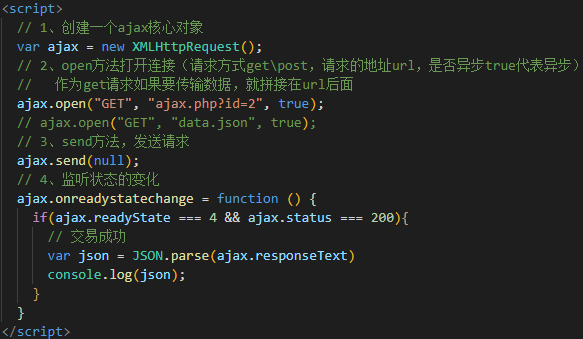 <script>
// 1、创建一个ajax核心对象
var ajax = new XMLHttpRequest();
// 2、open方法打开连接（请求方式get\post，请求的地址url，是否异步true代表异步）
//    作为get请求如果要传输数据，就拼接在url后面
ajax.open("GET", "ajax.php?id=2", true);
// ajax.open("GET", "data.json", true);
// 3、send方法，发送请求
ajax.send(null);
// 4、监听状态的变化
ajax.onreadystatechange = function () {
if(ajax.readyState === 4 && ajax.status === 200){
// 交易成功
var json = JSON.parse(ajax.responseText)
console.log(json);
}
}
</script>